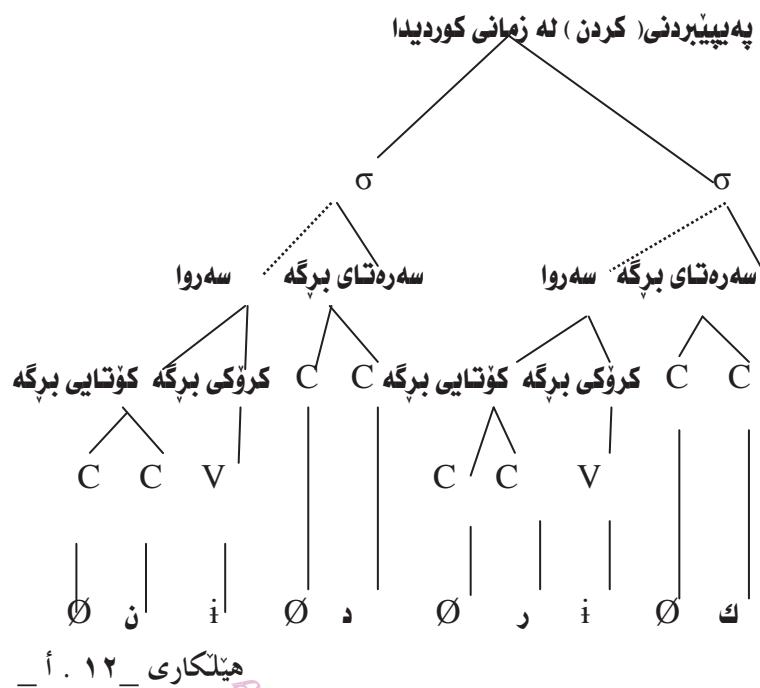 پەیپێبردنی( کردن ) لە زمانی کوردیدا
σ σ
سەرەتای بڕگە سەروا سەرەتای بڕگە سەروا
C C کرۆکی بڕگە کۆتایی بڕگە C C کرۆکی بڕگە کۆتایی بڕگە
V C C V C C
ك Ø ɨ ر Ø د Ø ɨ ن Ø
هێڵکاری _١٢ . أ _